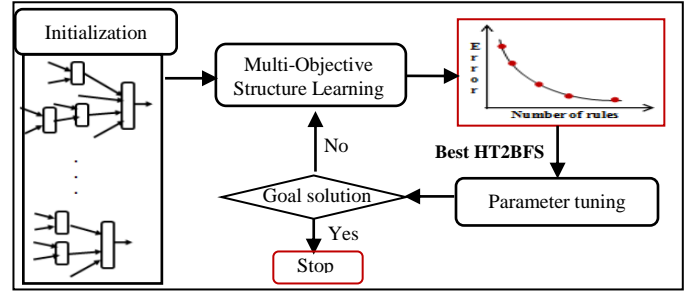 Initialization
Multi-Objective
Structure Learning
Error
Number of rules
No
Best HT2BFS
Goal solution
Parameter tuning
Yes
Stop